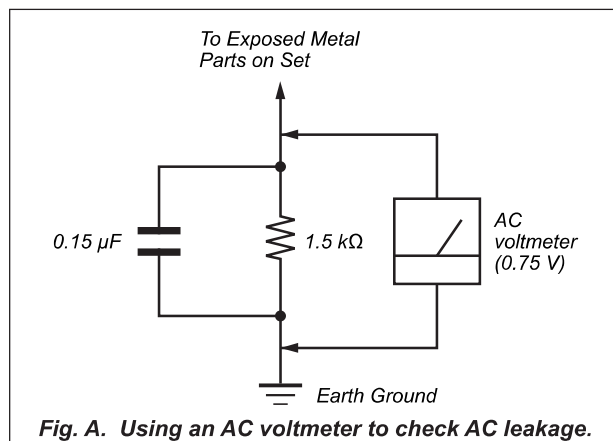 To Exposed Metal
Parts on Set
0.15 µF
1.5 kΩ
AC
voltmeter
(0.75 V)
Earth Ground
Fig. A. Using an AC voltmeter to check AC leakage.